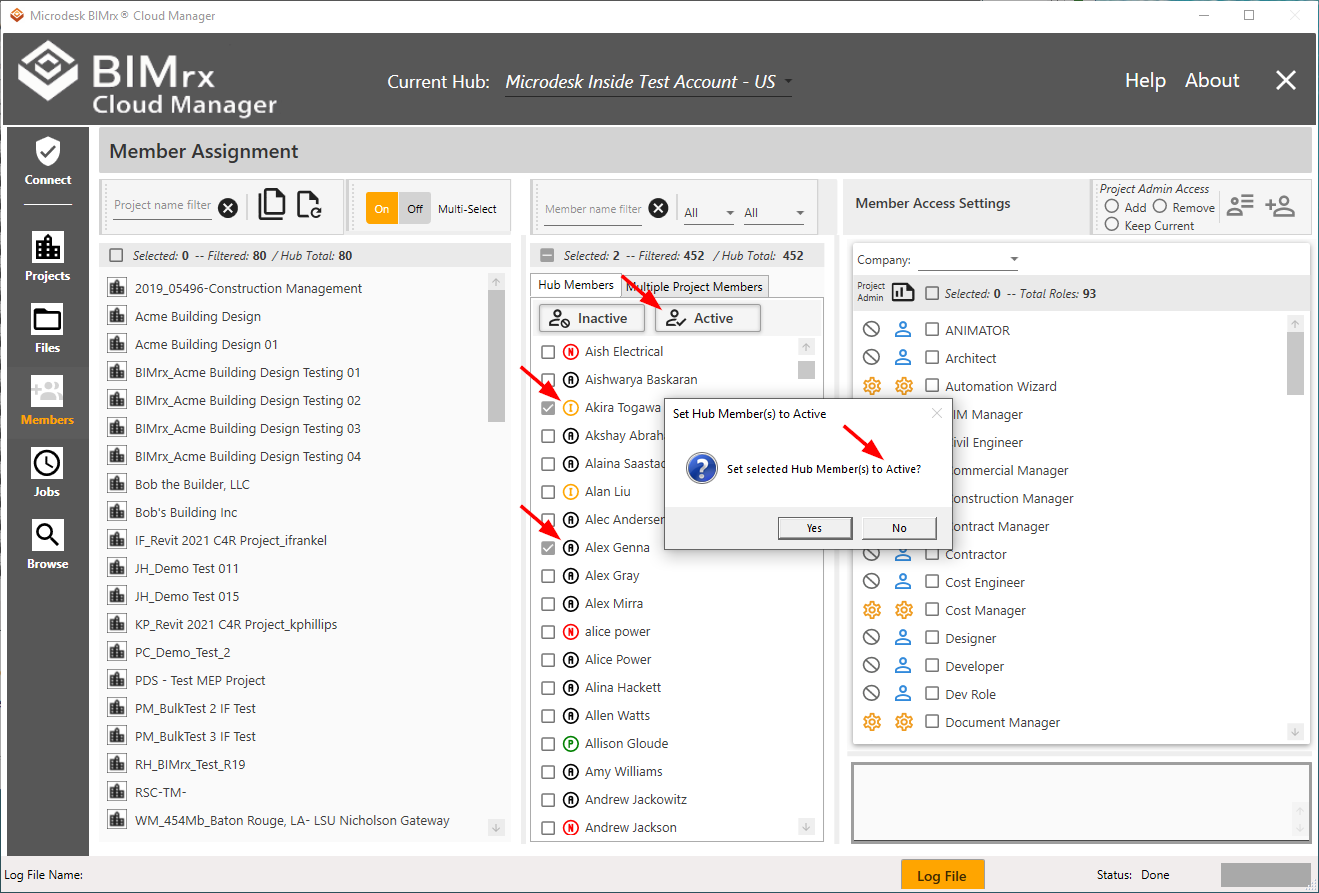 Microdesk BIMrx® Cloud Manager
BIMrx
Cloud Manager
Current Hub: Microdesk Inside Test Account - US
Help About
Connect
Projects
Files
Members
Jobs
Browse
Member Assignment
Project name filter
On Off Multi-Select
Selected: 0 -- Filtered: 80 / Hub Total: 80
2019_05496-Construction Management
Acme Building Design
Acme Building Design 01
BIMrx_Acme Building Design Testing 01
BIMrx_Acme Building Design Testing 02
BIMrx_Acme Building Design Testing 03
BIMrx_Acme Building Design Testing 04
Bob the Builder, LLC
Bob's Building Inc
IF_Revit 2021 C4R Project_ifrankel
JH_Demo Test 011
JH_Demo Test 015
KP_Revit 2021 C4R Project_kphillips
PC_Demo_Test_2
PDS - Test MEP Project
PM_BulkTest 2 IF Test
PM_BulkTest 3 IF Test
RH_BIMrx_Test_R19
RSC-TM-
WM_454Mb_Baton Rouge, LA- LSU Nicholson Gateway
Member name filter
All All
Selected: 2 -- Filtered: 452 / Hub Total: 452
Hub Members Multiple Project Members
Inactive Active
N Aish Electrical
A Aishwarya Baskaran
I Akira Togawa
A Akshay Abrah
A Alaina Saastad
I Alan Liu
A Alec Andersen
A Alex Genna
A Alex Gray
A Alex Mirra
N alice power
A Alice Power
A Alina Hackett
A Allen Watts
P Allison Gloude
A Amy Williams
A Andrew Jackowitz
N Andrew Jackson
Set Hub Member(s) to Active
Set selected Hub Member(s) to Active?
Yes No
Member Access Settings
Project Admin Access
Add Remove
Keep Current
Company:
Project
Admin
Selected: 0 -- Total Roles: 93
ANIMATOR
Architect
Automation Wizard
IM Manager
ivil Engineer
ommercial Manager
onstruction Manager
ontract Manager
Contractor
Cost Engineer
Cost Manager
Designer
Developer
Dev Role
Document Manager
Log File Name:
Log File
Status: Done